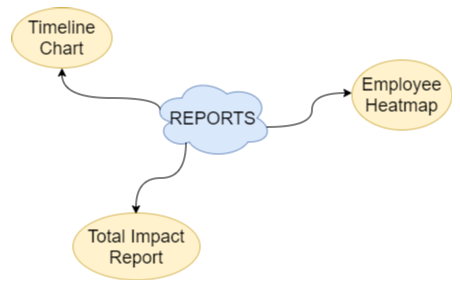 Timeline
Chart
Employee
Heatmap
REPORTS
Total Impact
Report